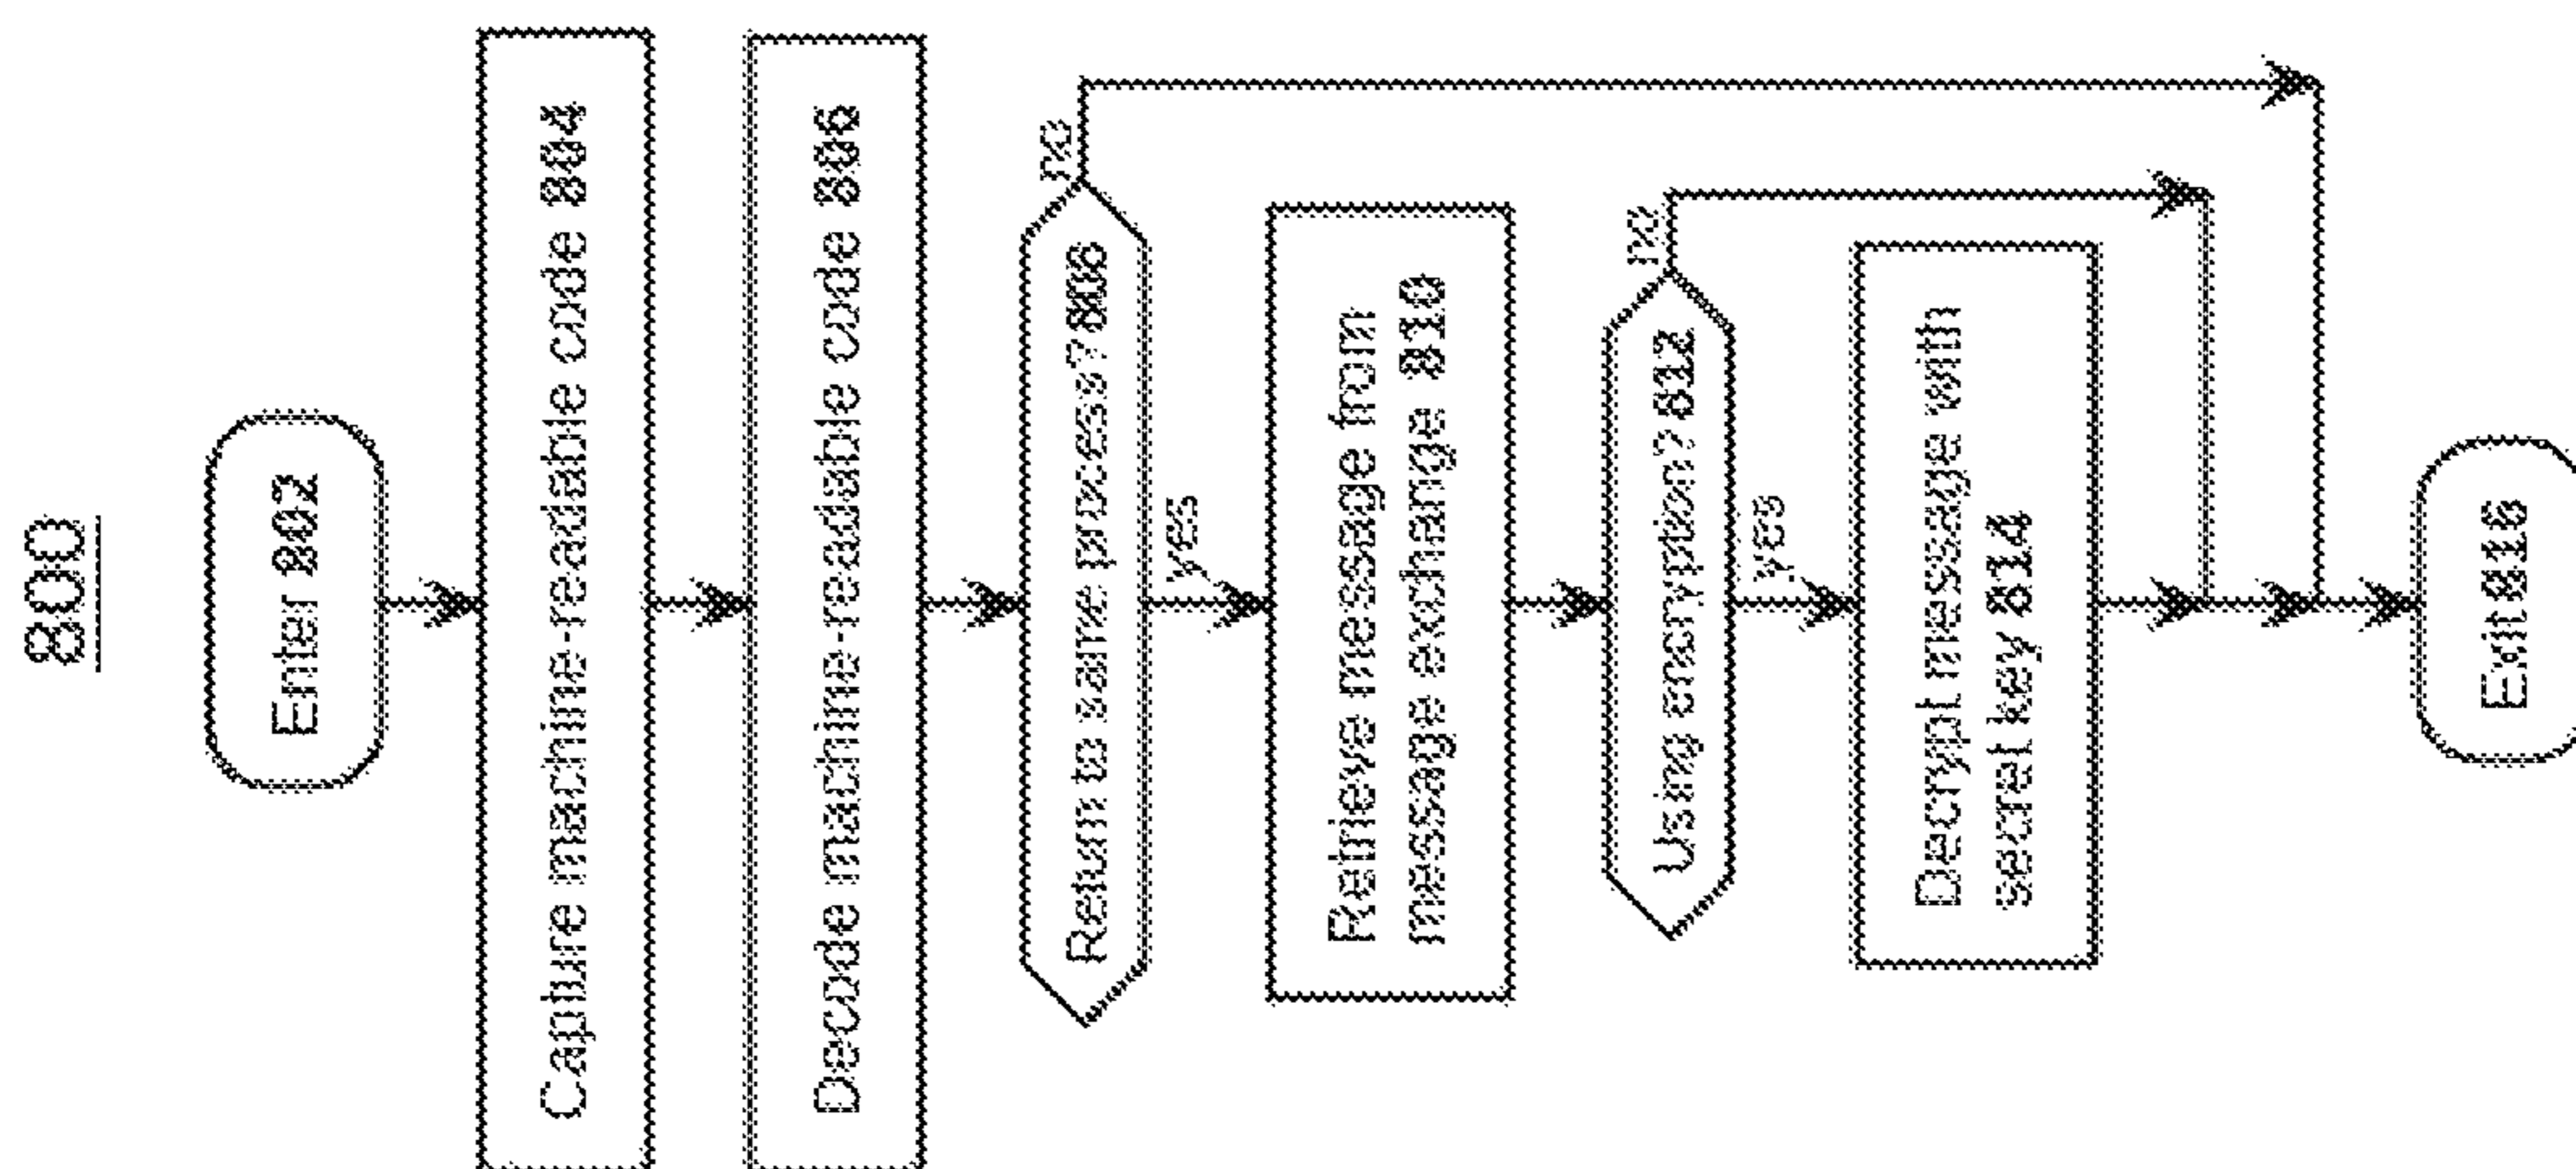 800
Enter 802
Capture machine-readable code 804
Decode machine-readable code 806
Return to same process? 808
no
yes
Retrieve message from
message exchange 810
Using encryption? 812
no
yes
Decrypt message with
secret key 814
Exit 816